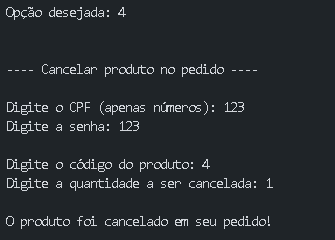 Opção desejada: 4
---- Cancelar produto no pedido ----
Digite o CPF (apenas números): 123
Digite a senha: 123
Digite o código do produto: 4
Digite a quantidade a ser cancelada: 1
O produto foi cancelado em seu pedido!